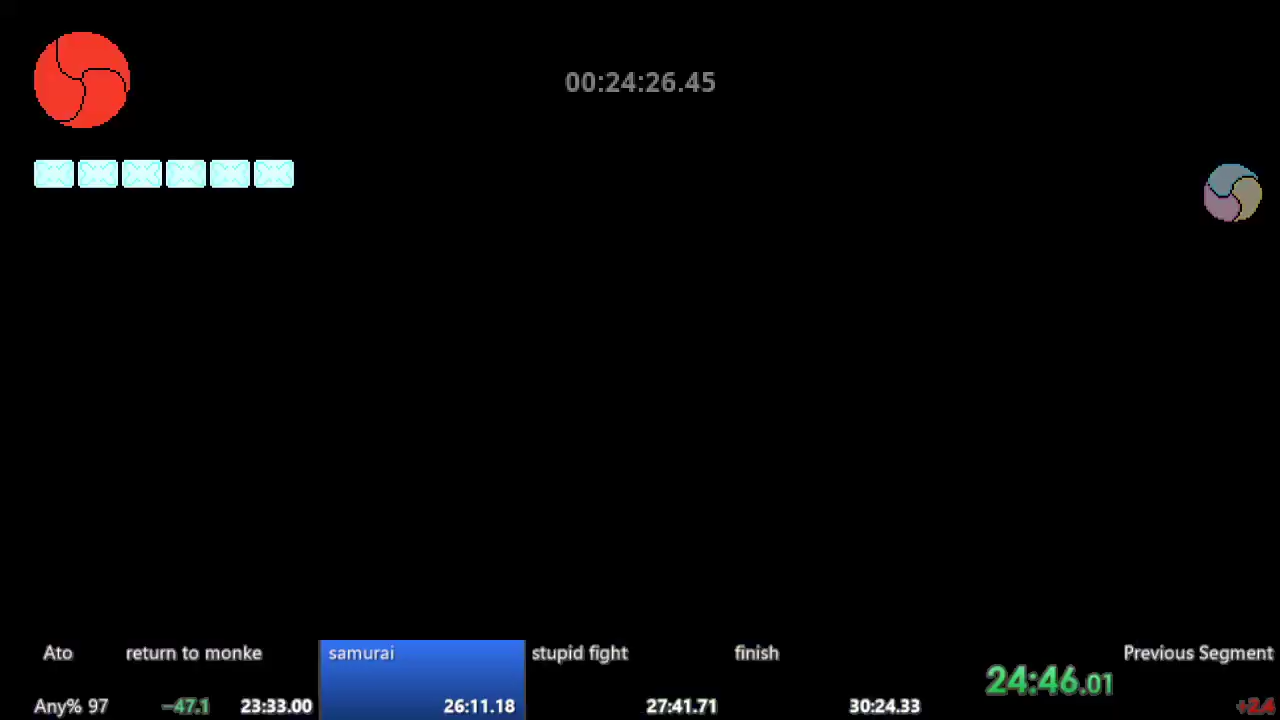 00:24:26.45
Ato return to monke samurai stupid fight finish Previous Segment
24:46.01
Any% 97 -47.1 23:33.00 26:11.18 27:41.71 30:24.33 +2.4